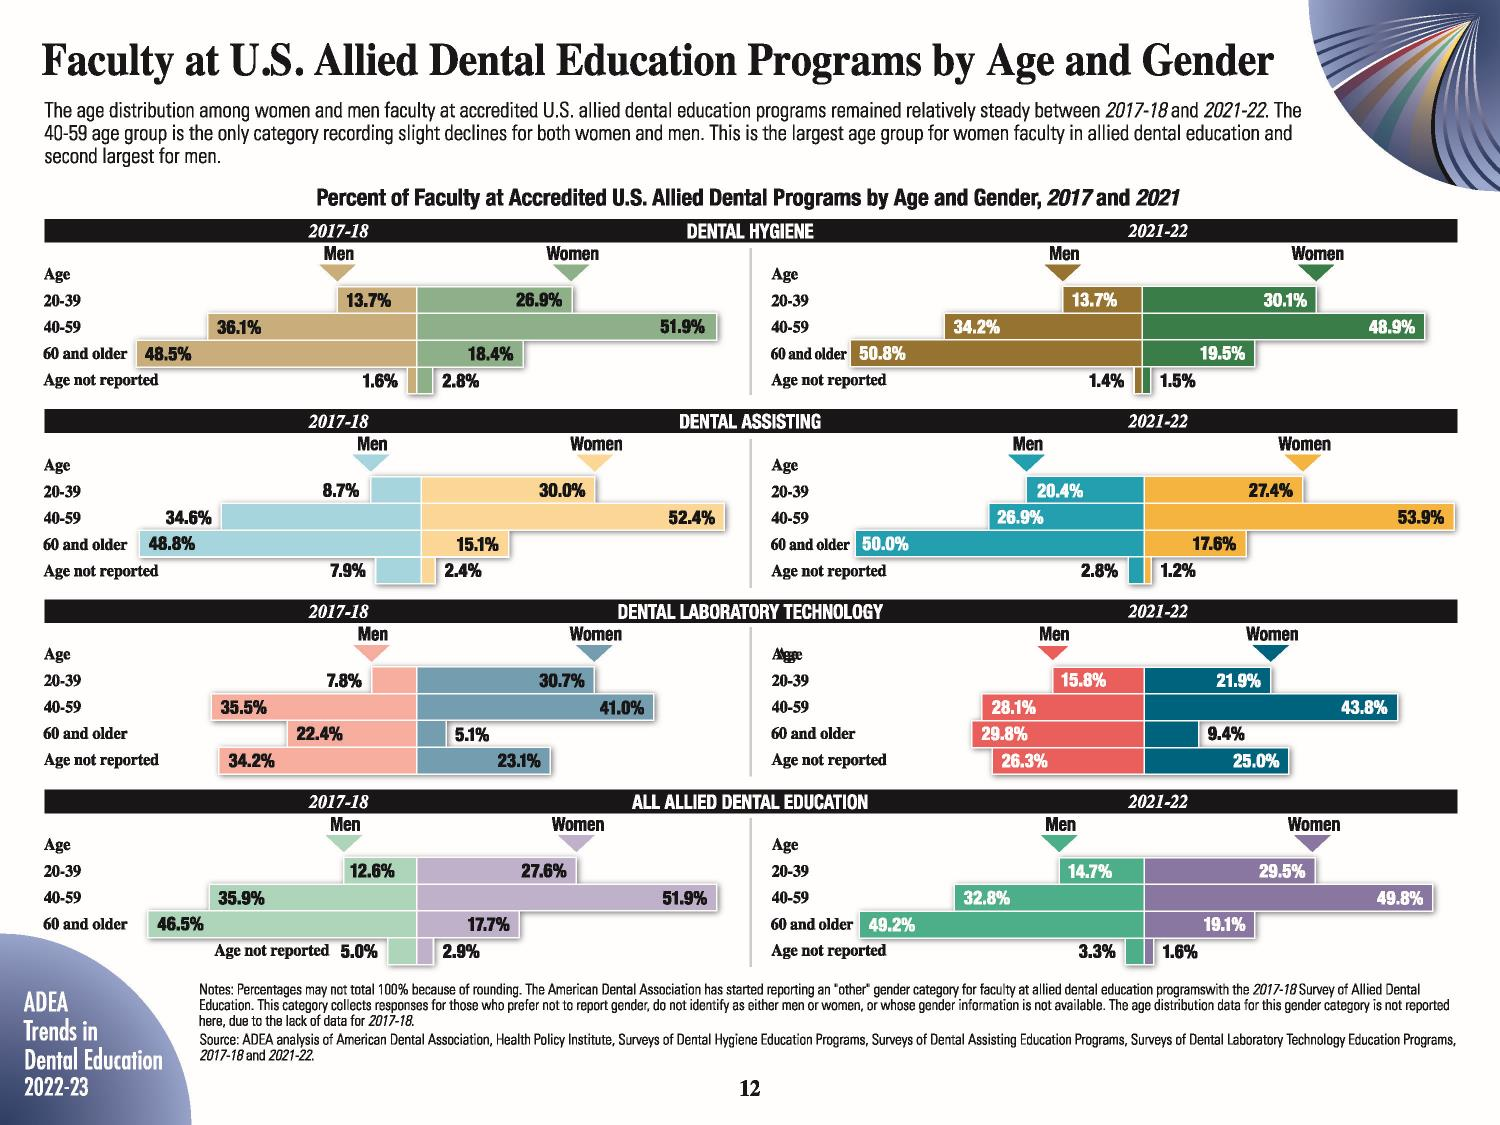 Faculty at U.S. Allied Dental Education Programs by Age and Gender
The age distribution among women and men faculty at accredited U.S. allied dental education programs remained relatively steady between 2017-18 and 2021-22. The
40-59 age group is the only category recording slight declines for both women and men. This is the largest age group for women faculty in allied dental education and
second largest for men.
Percent of Faculty at Accredited U.S. Allied Dental Programs by Age and Gender, 2017 and 2021
2017-18 DENTAL HYGIENE 2021-22
Men Women Men Women
Age Age
20-39 13.7% 26.9% 20-39 13.7% 30.1%
40-59 36.1% 51.9% 40-59 34.2% 48.9%
60 and older 48.5% 18.4% 60 and older 50.8% 19.5%
Age not reported 1.6% 2.8% Age not reported 1.4% 1.5%
2017-18 DENTAL ASSISTING 2021-22
Men Women Men Women
Age Age
20-39 8.7% 30.0% 20-39 20.4% 27.4%
40-59 34.6% 52.4% 40-59 26.9% 53.9%
60 and older 48.8% 15.1% 60 and older 50.0% 17.6%
Age not reported 7.9% 2.4% Age not reported 2.8% 1.2%
2017-18 DENTAL LABORATORY TECHNOLOGY 2021-22
Men Women Men Women
Age Age
20-39 7.8% 30.7% 20-39 15.8% 21.9%
40-59 35.5% 41.0% 40-59 28.1% 43.8%
60 and older 22.4% 5.1% 60 and older 29.8% 9.4%
Age not reported 34.2% 23.1% Age not reported 26.3% 25.0%
2017-18 ALL ALLIED DENTAL EDUCATION 2021-22
Men Women Men Women
Age Age
20-39 12.6% 27.6% 20-39 14.7% 29.5%
40-59 35.9% 51.9% 40-59 32.8% 49.8%
60 and older 46.5% 17.7% 60 and older 49.2% 19.1%
Age not reported 5.0% 2.9% Age not reported 3.3% 1.6%
Notes: Percentages may not total 100% because of rounding. The American Dental Association has started reporting an "other" gender category for faculty at allied dental education programswith the 2017-18 Survey of Allied Dental
Education. This category collects responses for those who prefer not to report gender, do not identify as either men or women, or whose gender information is not available. The age distribution data for this gender category is not reported
here, due to the lack of data for 2017-18.
Source: ADEA analysis of American Dental Association, Health Policy Institute, Surveys of Dental Hygiene Education Programs, Surveys of Dental Assisting Education Programs, Surveys of Dental Laboratory Technology Education Programs,
2017-18 and 2021-22.
ADEA
Trends in
Dental Education
2022-23
12